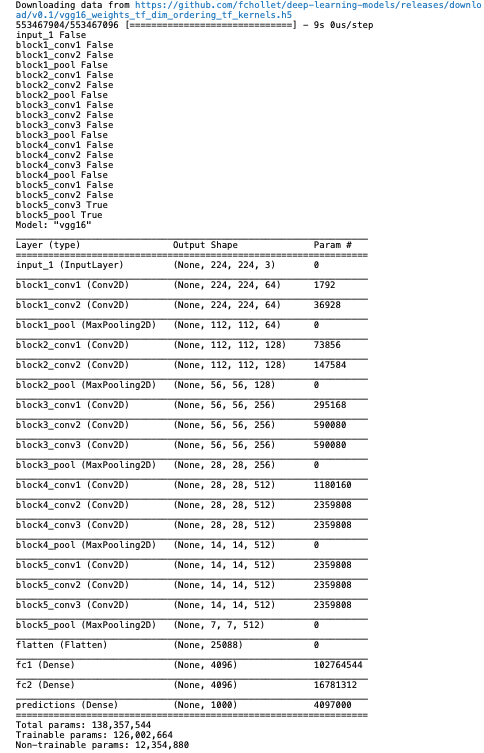 Downloading data from https://github.com/fchollet/deep-learning-models/releases/downlo
ad/v0.1/vgg16_weights_tf_dim_ordering_tf_kernels.h5
553467904/553467096 [==============================] - 9s 0us/step
input_1 False
block1_conv1 False
block1_conv2 False
block1_pool False
block2_conv1 False
block2_conv2 False
block2_pool False
block3_conv1 False
block3_conv2 False
block3_conv3 False
block3_pool False
block4_conv1 False
block4_conv2 False
block4_conv3 False
block4_pool False
block5_conv1 False
block5_conv2 False
block5_conv3 True
block5_pool True
Model: "vgg16"
Layer (type) Output Shape Param #
input_1 (InputLayer) (None, 224, 224, 3) 0
block1_conv1 (Conv2D) (None, 224, 224, 64) 1792
block1_conv2 (Conv2D) (None, 224, 224, 64) 36928
block1_pool (MaxPooling2D) (None, 112, 112, 64) 0
block2_conv1 (Conv2D) (None, 112, 112, 128) 73856
block2_conv2 (Conv2D) (None, 112, 112, 128) 147584
block2_pool (MaxPooling2D) (None, 56, 56, 128) 0
block3_conv1 (Conv2D) (None, 56, 56, 256) 295168
block3_conv2 (Conv2D) (None, 56, 56, 256) 590080
block3_conv3 (Conv2D) (None, 56, 56, 256) 590080
block3_pool (MaxPooling2D) (None, 28, 28, 256) 0
block4_conv1 (Conv2D) (None, 28, 28, 512) 1180160
block4_conv2 (Conv2D) (None, 28, 28, 512) 2359808
block4_conv3 (Conv2D) (None, 28, 28, 512) 2359808
block4_pool (MaxPooling2D) (None, 14, 14, 512) 0
block5_conv1 (Conv2D) (None, 14, 14, 512) 2359808
block5_conv2 (Conv2D) (None, 14, 14, 512) 2359808
block5_conv3 (Conv2D) (None, 14, 14, 512) 2359808
block5_pool (MaxPooling2D) (None, 7, 7, 512) 0
flatten (Flatten) (None, 25088) 0
fc1 (Dense) (None, 4096) 102764544
fc2 (Dense) (None, 4096) 16781312
predictions (Dense) (None, 1000) 4097000
Total params: 138,357,544
Trainable params: 126,002,664
Non-trainable params: 12,354,880